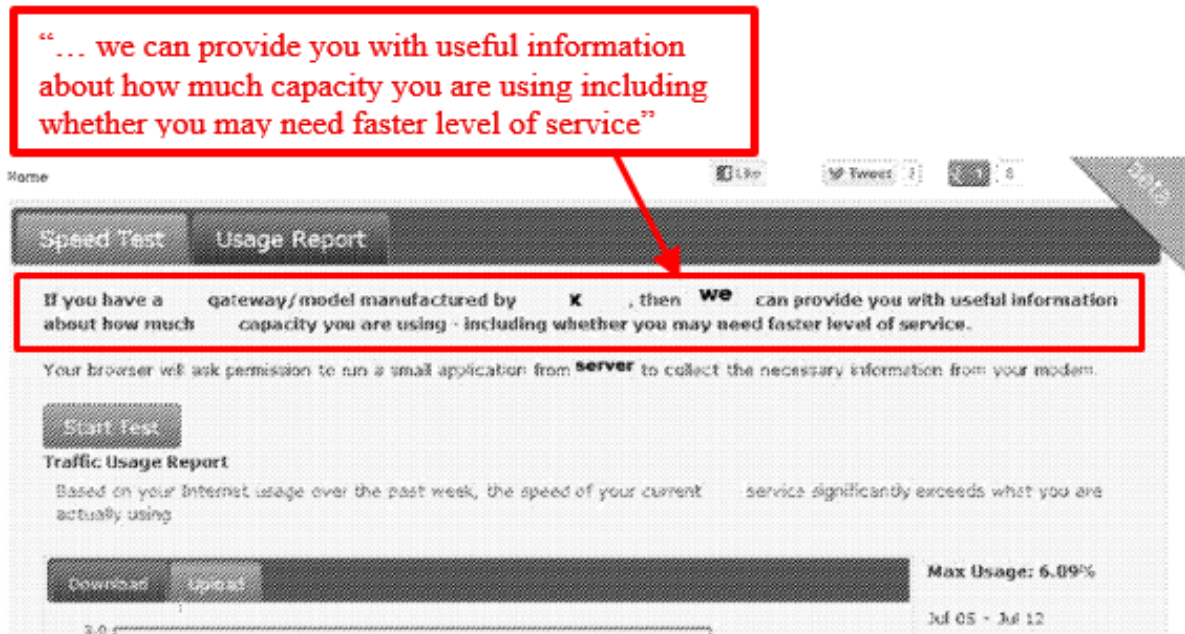 “… we can provide you with useful information
about how much capacity you are using including
whether you may need faster level of service”
Home
Like
Tweet
Beta
Speed Test Usage Report
If you have a gateway/model manufactured by X , then we can provide you with useful information
about how much capacity you are using - including whether you may need faster level of service.
Your browser will ask permission to run a small application from server to collect the necessary information from your modem.
Start Test
Traffic Usage Report
Based on your Internet usage over the past week, the speed of your current service significantly exceeds what you are
actually using
Download Upload
Max Usage: 6.09%
Jul 05 - Jul 12